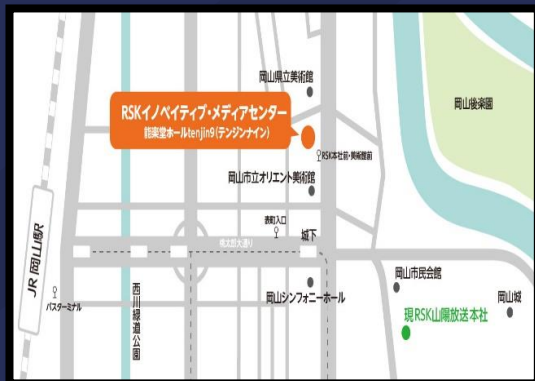 岡山県立美術館
岡山後楽園
RSKイノベイティブ・メディアセンター
能楽堂ホールtenjin9(テンジンナイン)
RSK本社前・美術館前
岡山市立オリエント美術館
表町入口
城下
桃太郎大通り
JR 岡山駅
バスターミナル
西川緑道公園
岡山シンフォニーホール
岡山市民会館
岡山城
現RSK山陽放送本社